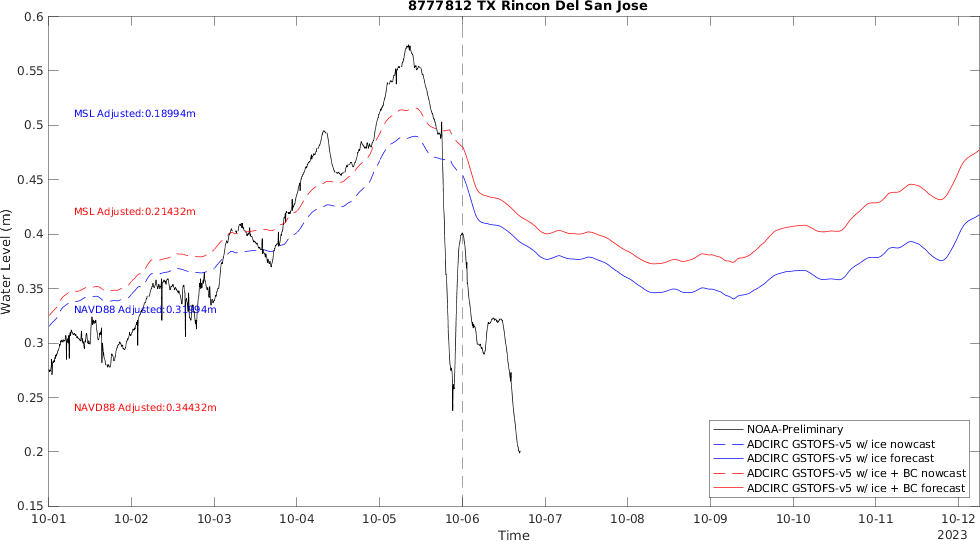 8777812 TX Rincon Del San Jose
0.6
0.55
0.5
0.45
0.4
0.35
0.3
0.25
0.2
0.15
Water Level (m)
MSL Adjusted:0.18994m
MSL Adjusted:0.21432m
NAVD88 Adjusted:0.31994m
NAVD88 Adjusted:0.34432m
NOAA-Preliminary
ADCIRC GSTOFS-v5 w/ ice nowcast
ADCIRC GSTOFS-v5 w/ ice forecast
ADCIRC GSTOFS-v5 w/ ice + BC nowcast
ADCIRC GSTOFS-v5 w/ ice + BC forecast
10-01 10-02 10-03 10-04 10-05 10-06 10-07 10-08 10-09 10-10 10-11 10-12
Time
2023